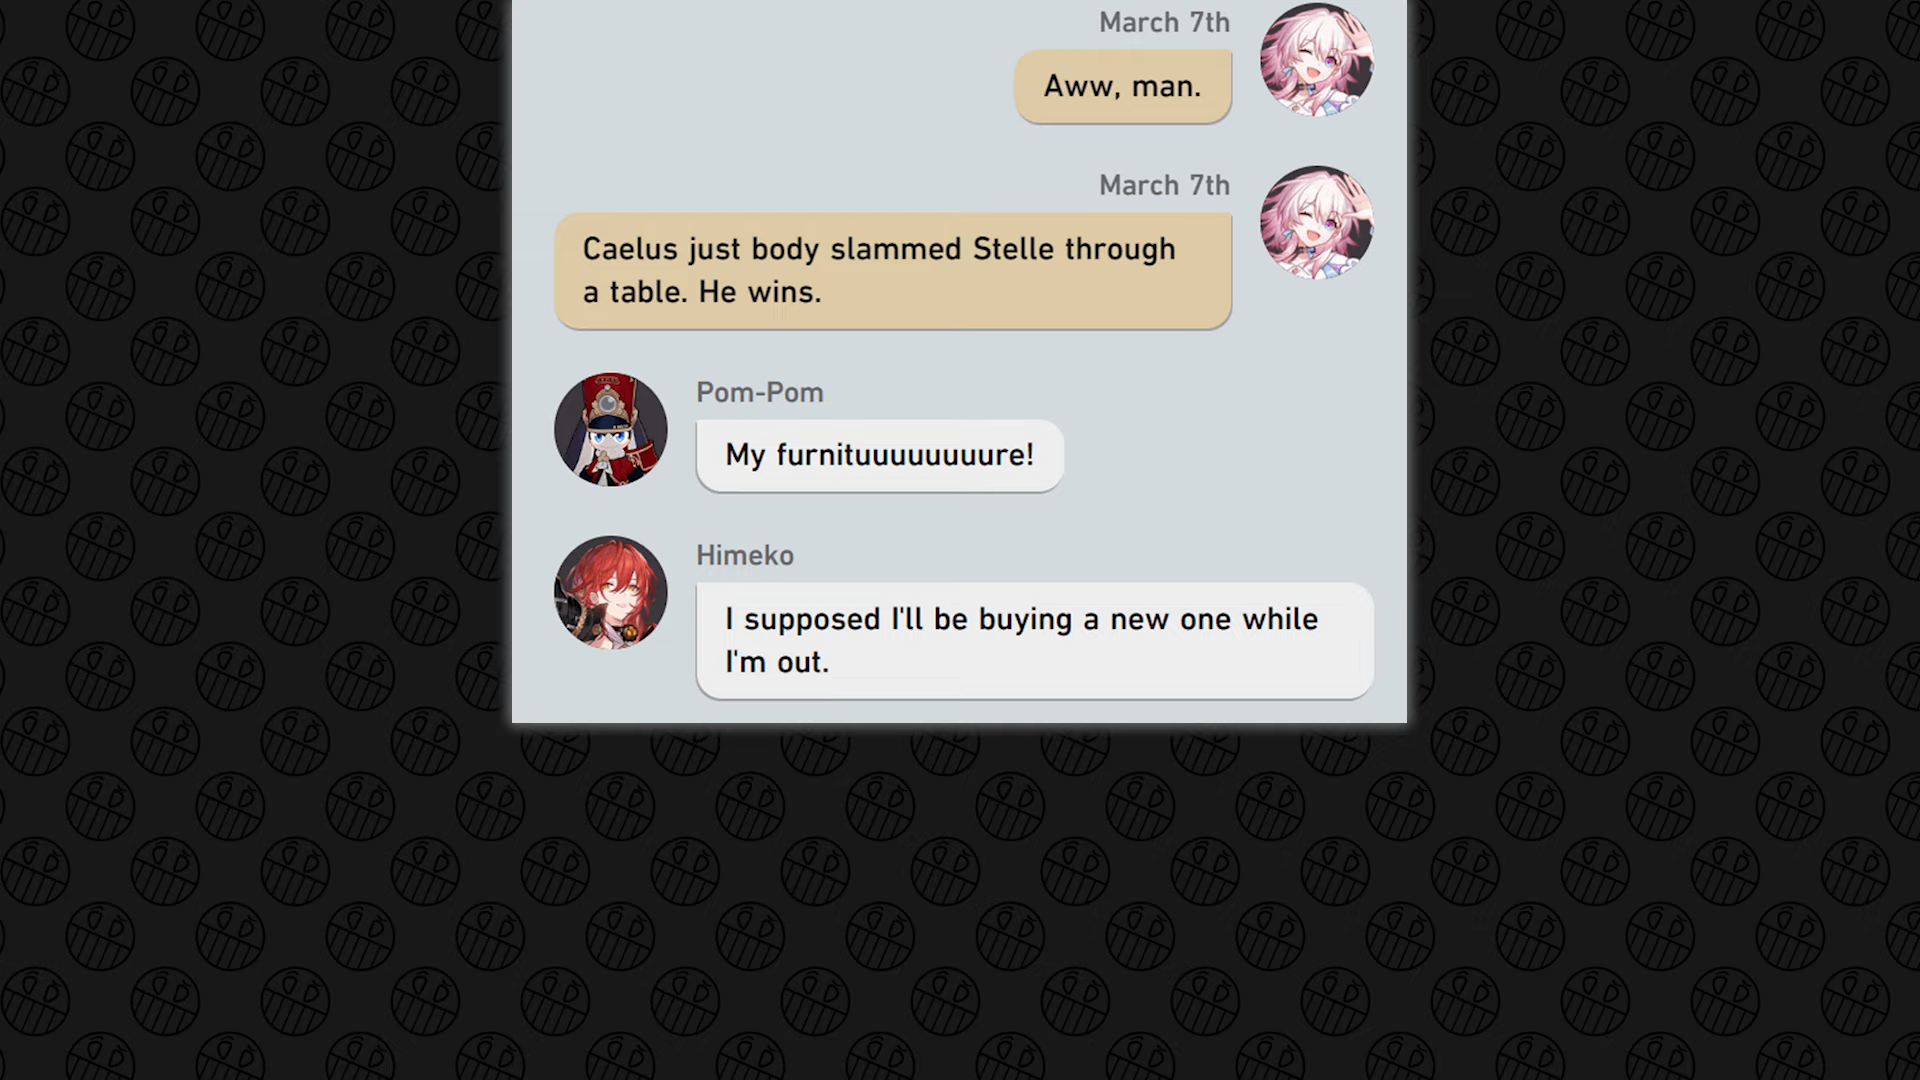 March 7th
Aww, man.
March 7th
Caelus just body slammed Stelle through
a table. He wins.
Pom-Pom
My furnituuuuuuuure!
Himeko
I supposed I'll be buying a new one while
I'm out.